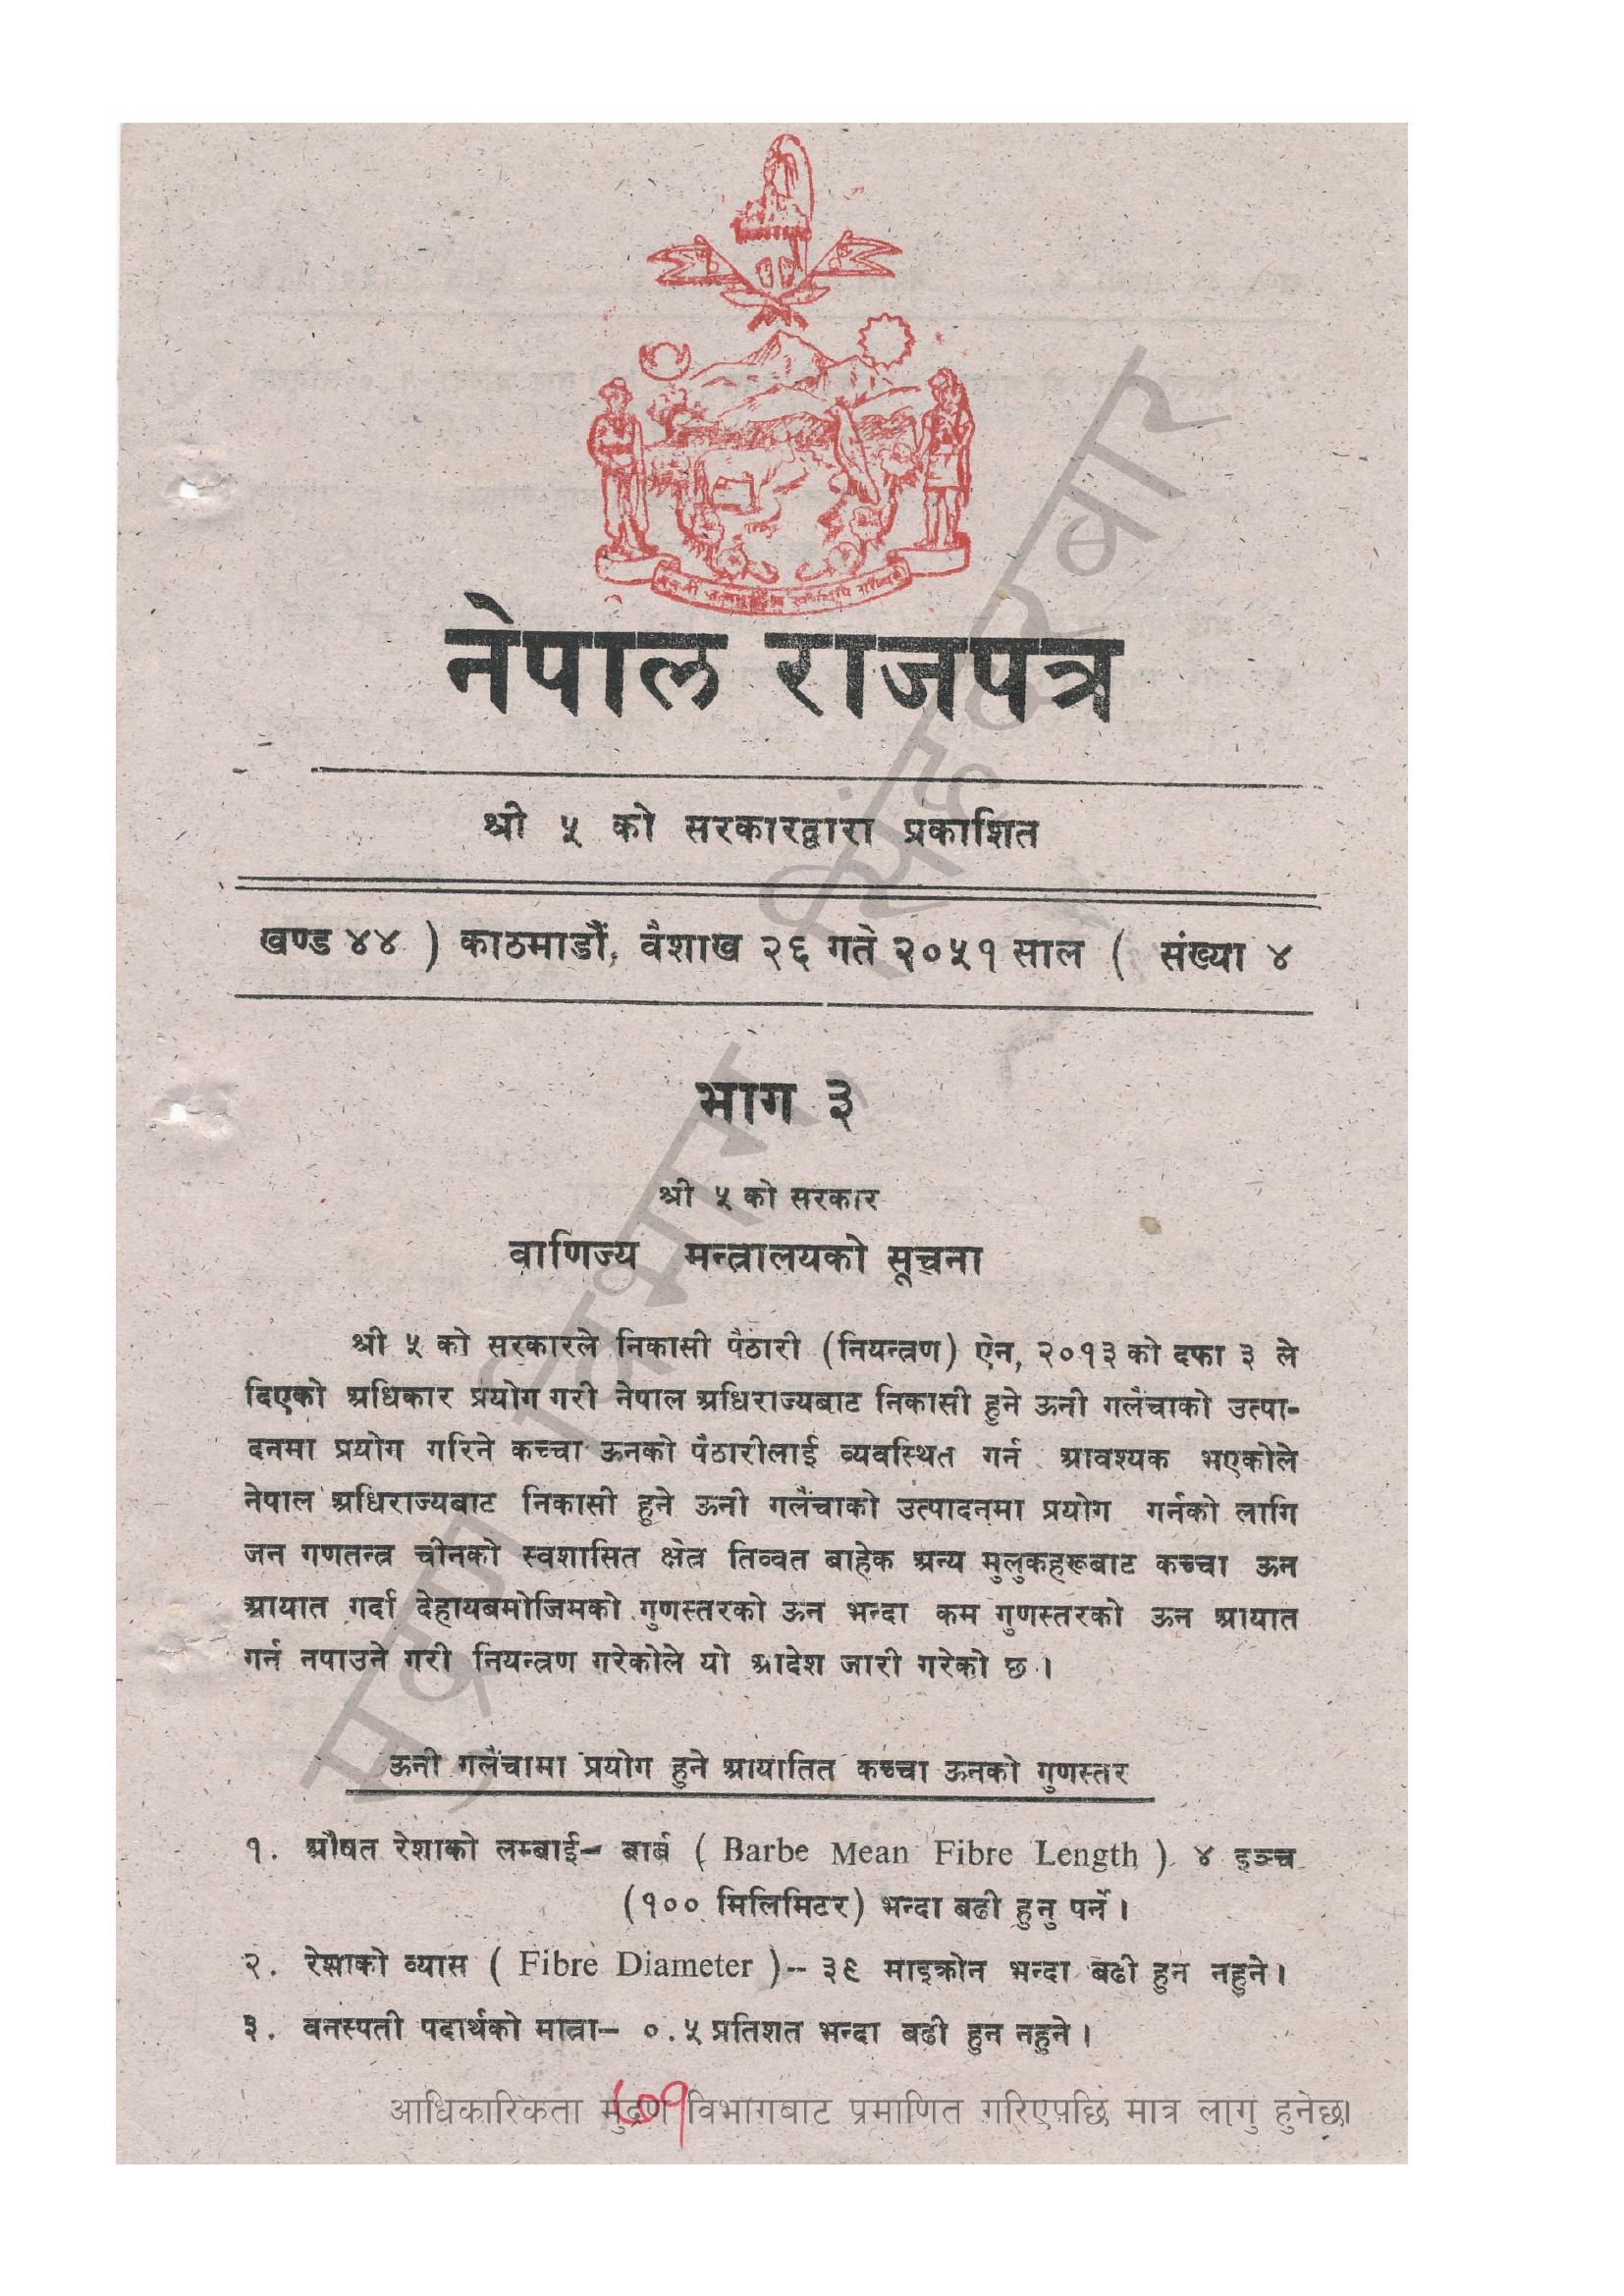 नेपाल राजपत्र
श्री ५ को सरकारद्वारा प्रकाशित
खण्ड ४४ ) काठमाडौं, वैशाख २६ गते २०५१ साल ( संख्या ४
भाग ३
श्री ५ को सरकार
वाणिज्य मन्त्रालयको सूचना
श्री ५ को सरकारले निकासी पैठारी (नियन्त्रण) ऐन, २०१३ को दफा ३ ले
दिएको अधिकार प्रयोग गरी नेपाल अधिराज्यबाट निकासी हुने ऊनी गलैंचाको उत्पा-
दनमा प्रयोग गरिने कच्चा ऊनको पैठारीलाई व्यवस्थित गर्न आवश्यक भएकोले
नेपाल अधिराज्यबाट निकासी हुने ऊनी गलैंचाको उत्पादनमा प्रयोग गर्नको लागि
जन गणतन्त्र चीनको स्वशासित क्षेत्र तिव्वत बाहेक अन्य मुलुकहरूबाट कच्चा ऊन
आयात गर्दा देहायबमोजिमको गुणस्तरको ऊन भन्दा कम गुणस्तरको ऊन आयात
गर्न नपाउने गरी नियन्त्रण गरेकोले यो आदेश जारी गरेको छ ।
ऊनी गलैंचामा प्रयोग हुने आयातित कच्चा ऊनको गुणस्तर
१. औषत रेशाको लम्बाई– बार्ब ( Barbe Mean Fibre Length ) ४ इञ्च
(१०० मिलिमिटर) भन्दा बढी हुनु पर्ने ।
२. रेसाको व्यास ( Fibre Diameter )– ३९ माइक्रोन भन्दा बढी हुन नहुने ।
३. वनस्पती पदार्थको मात्रा– ०.५ प्रतिशत भन्दा बढी हुन नहुने ।
७१
आधिकारिकता मुद्रण विभागबाट प्रमाणित गरिएपछि मात्र लागु हुनेछ।
मुद्रण विभाग, सिंहदरबार